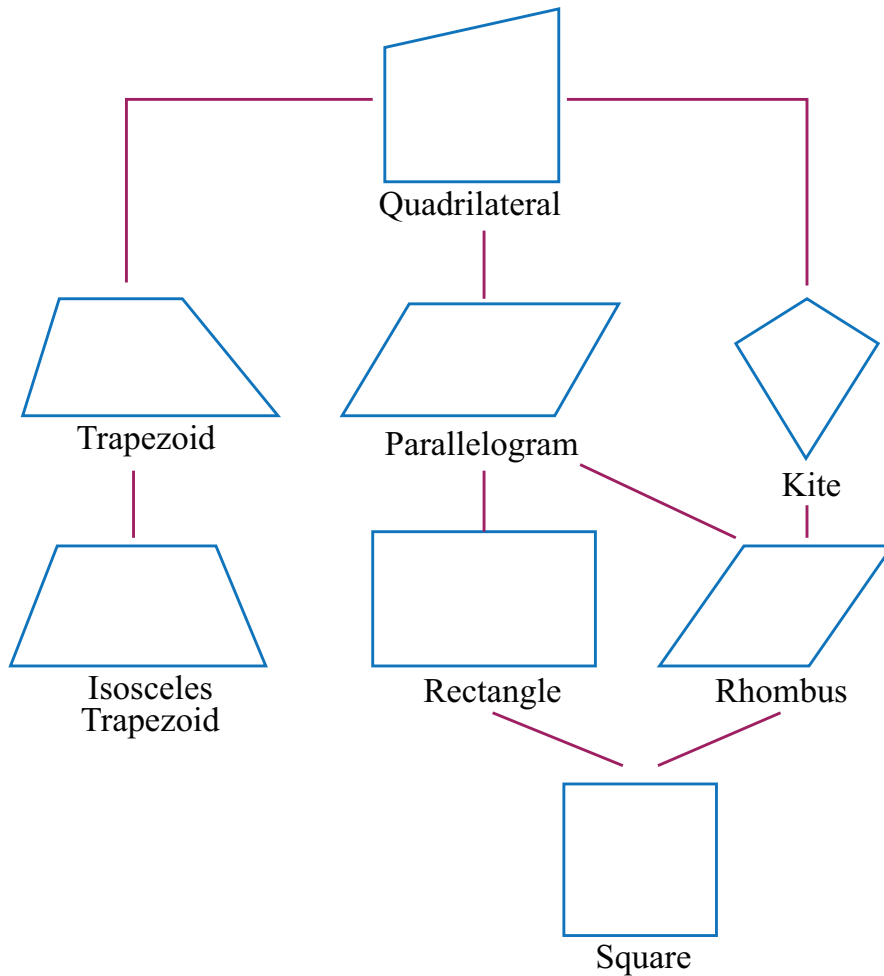 Quadrilateral
Trapezoid
Parallelogram
Kite
Isosceles
Trapezoid
Rectangle
Rhombus
Square